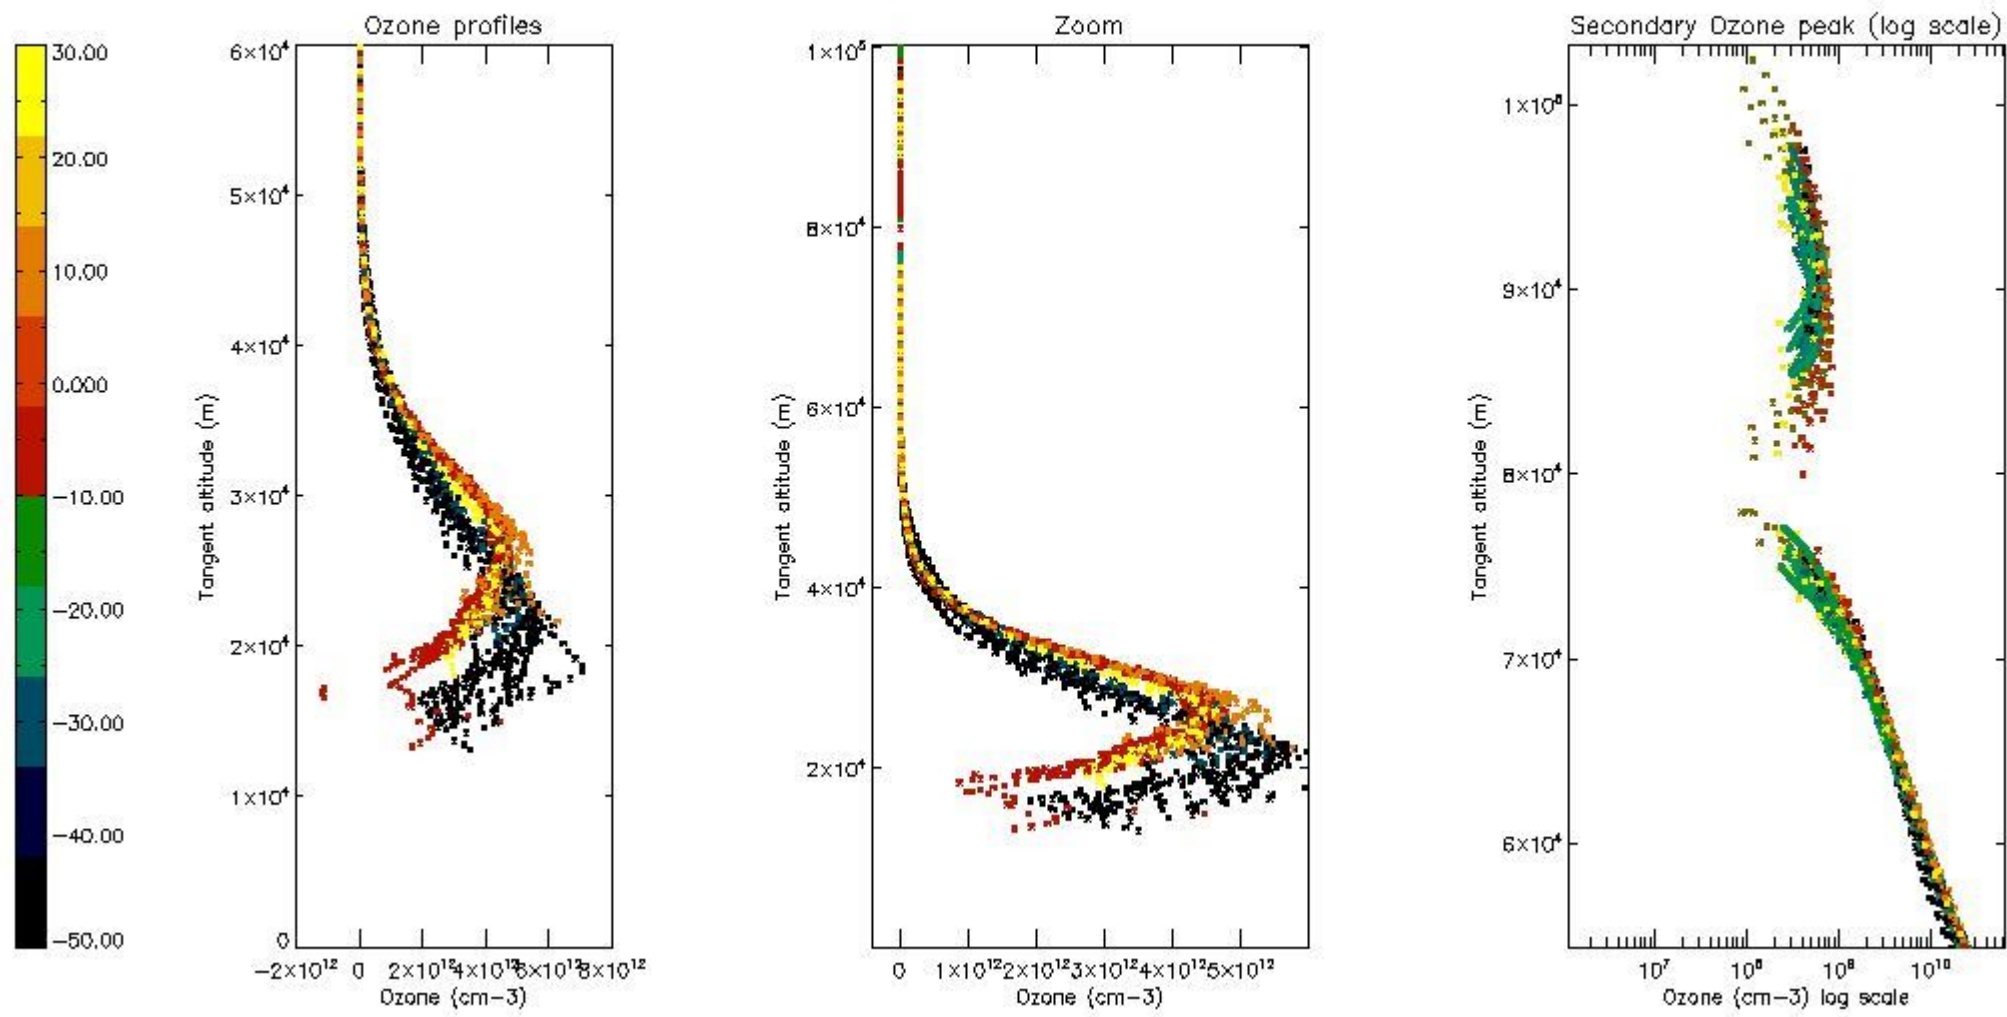 Ozone profiles
Zoom
Secondary Ozone peak (log scale)
30.00
20.00
10.00
0.000
-10.00
-20.00
-30.00
-40.00
-50.00
Tangent altitude (m)
6×10⁴
5×10⁴
4×10⁴
3×10⁴
2×10⁴
1×10⁴
0
-2×10¹² 0 2×10¹² 4×10¹² 6×10¹² 8×10¹²
Ozone (cm-3)
Tangent altitude (m)
1×10⁵
8×10⁴
6×10⁴
4×10⁴
2×10⁴
0 1×10¹² 2×10¹² 3×10¹² 4×10¹² 5×10¹²
Ozone (cm-3)
Tangent altitude (m)
9×10⁴
8×10⁴
7×10⁴
6×10⁴
10⁷ 10¹⁰
Ozone (cm-3) log scale